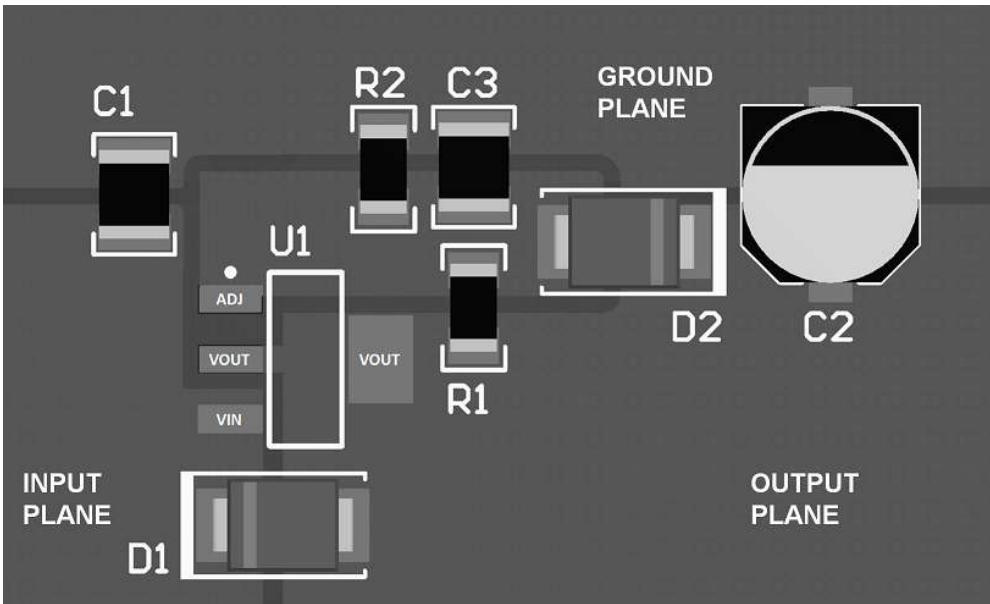 C1
R2
C3
GROUND
PLANE
U1
ADJ
VOUT
VOUT
VIN
R1
D2
C2
INPUT
PLANE
D1
OUTPUT
PLANE